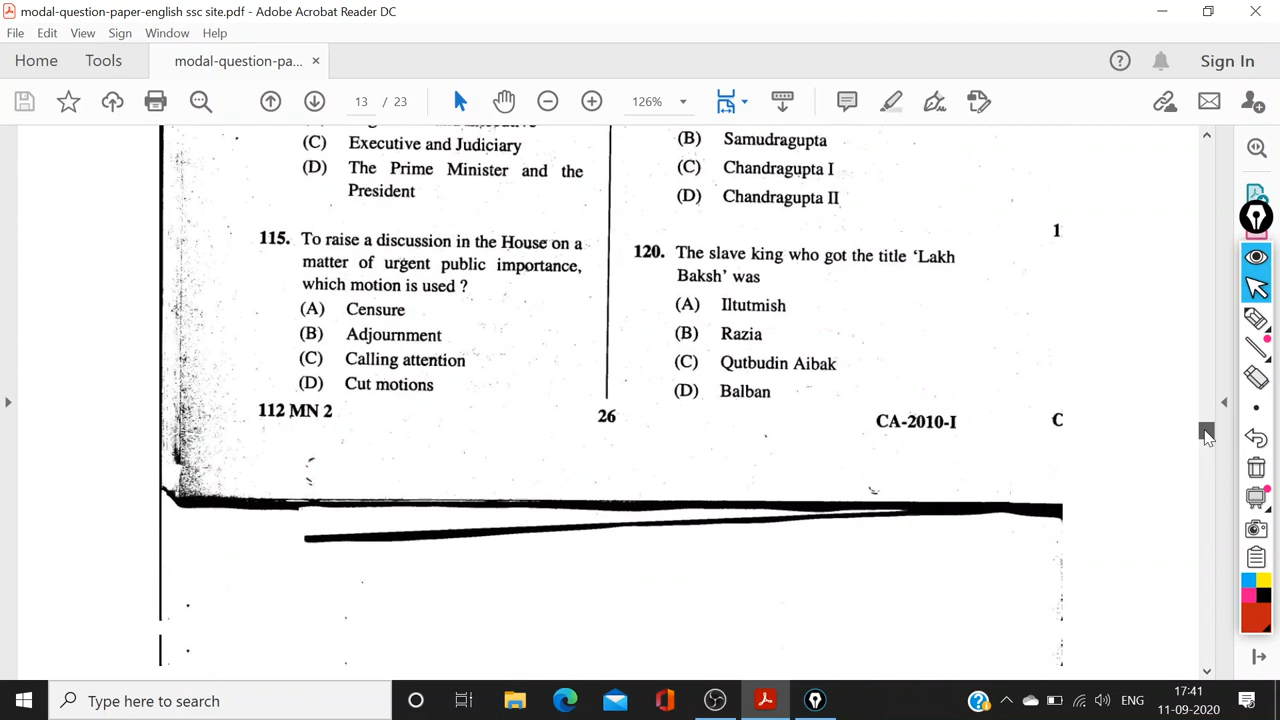 modal-question-paper-english ssc site.pdf - Adobe Acrobat Reader DC
File Edit View Sign Window Help
Home Tools modal-question-pa... × Sign In
13 / 23 126%
(C) Executive and Judiciary
(D) The Prime Minister and the
President
115. To raise a discussion in the House on a
matter of urgent public importance,
which motion is used ?
(A) Censure
(B) Adjournment
(C) Calling attention
(D) Cut motions
112 MN 2
26
(B) Samudragupta
(C) Chandragupta I
(D) Chandragupta II
120. The slave king who got the title 'Lakh
Baksh' was
(A) Iltutmish
(B) Razia
(C) Qutbudin Aibak
(D) Balban
CA-2010-I
Type here to search
ENG
17:41
11-09-2020